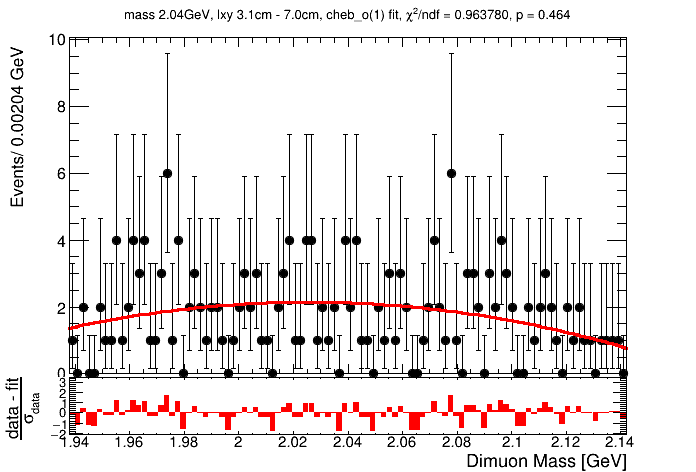 mass 2.04GeV, lxy 3.1cm - 7.0cm, cheb_o(1) fit, χ²/ndf = 0.963780, p = 0.464
Events/ 0.00204 GeV
10
8
6
4
2
0
data - fit
σdata
3
2
1
0
−1
−2
1.94 1.96 1.98 2 2.02 2.04 2.06 2.08 2.1 2.12 2.14
Dimuon Mass [GeV]